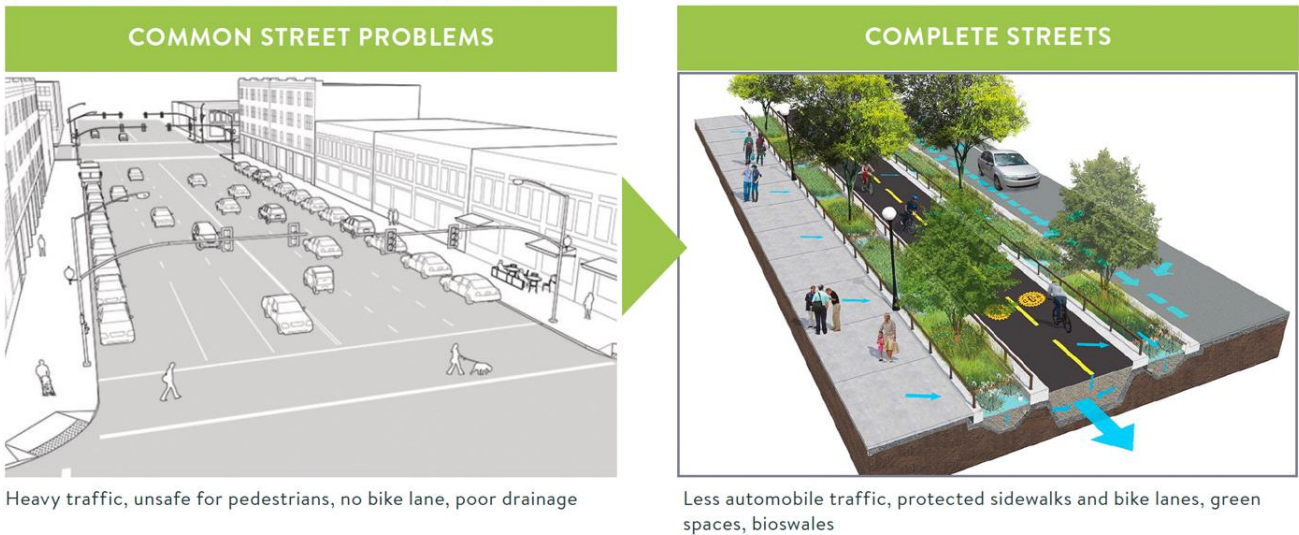 COMMON STREET PROBLEMS
Heavy traffic, unsafe for pedestrians, no bike lane, poor drainage
COMPLETE STREETS
Less automobile traffic, protected sidewalks and bike lanes, green
spaces, bioswales